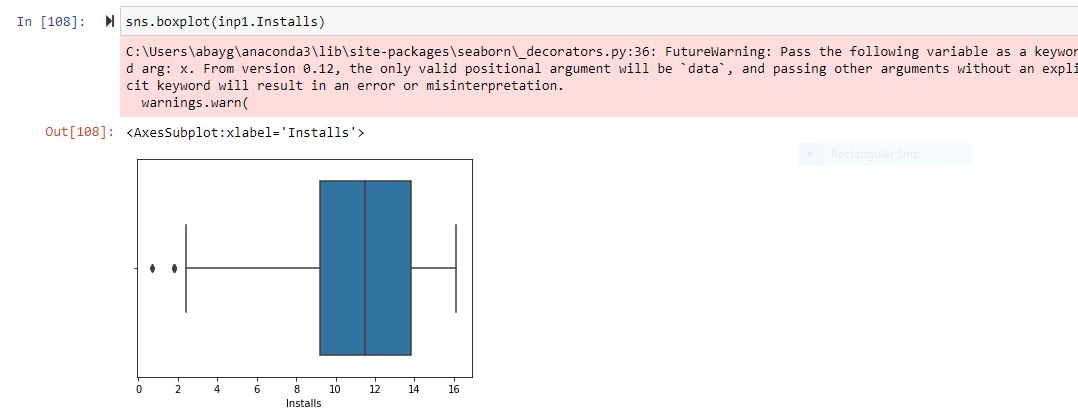 In [108]: sns.boxplot(inp1.Installs)
C:\Users\abayg\anaconda3\lib\site-packages\seaborn\_decorators.py:36: FutureWarning: Pass the following variable as a keywor
d arg: x. From version 0.12, the only valid positional argument will be `data`, and passing other arguments without an expli
cit keyword will result in an error or misinterpretation.
warnings.warn(
Out[108]: <AxesSubplot:xlabel='Installs'>
Rectangular Snip
0 2 4 6 8 10 12 14 16
Installs